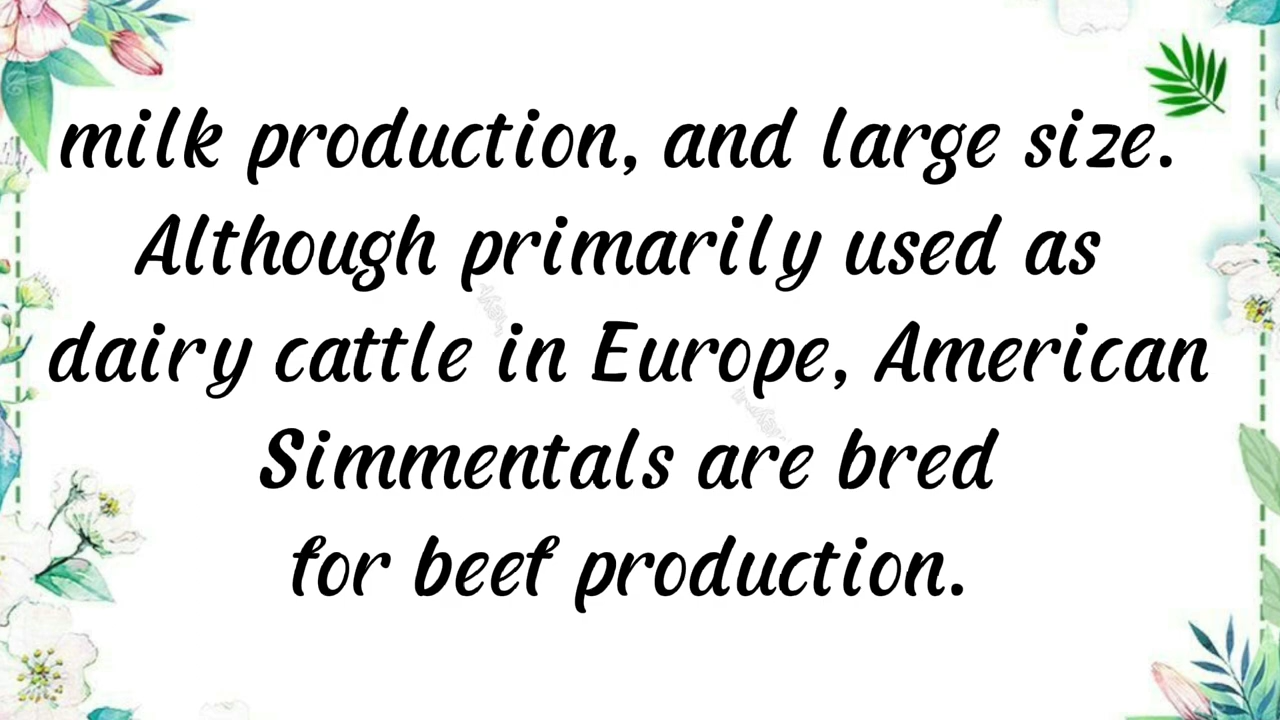 milk production, and large size.
Although primarily used as
dairy cattle in Europe, American
Simmentals are bred
for beef production.